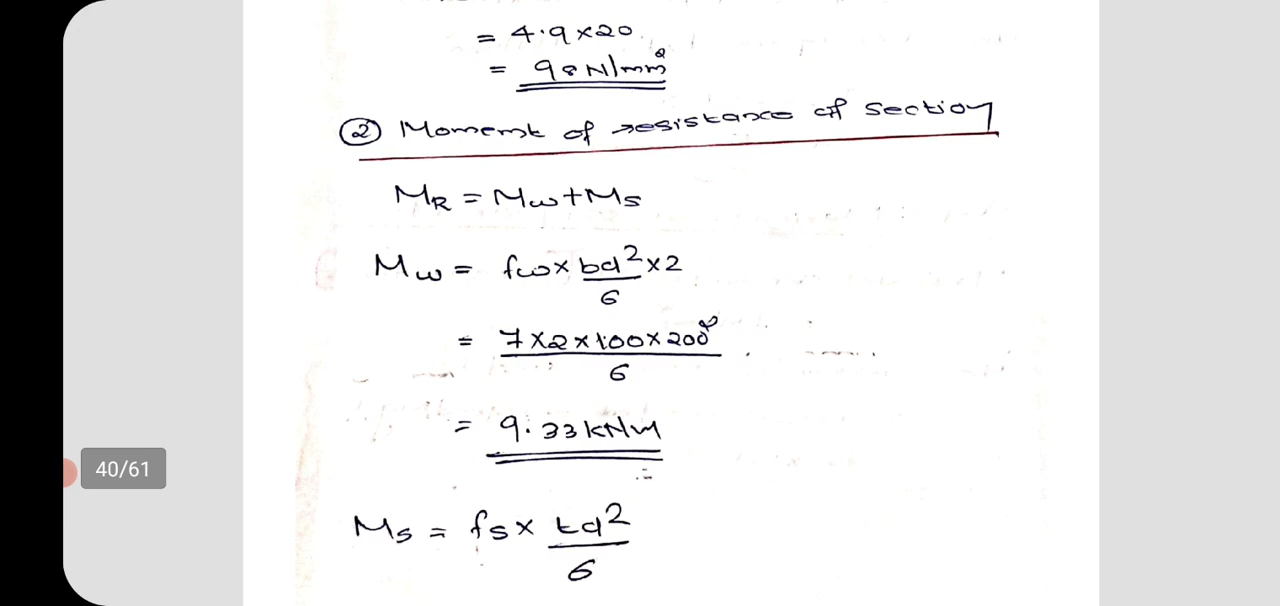 = 4.9×20
= 98 N/mm²
② Moment of resistance of section
MR = Mw+Ms
Mw = fw× bd²/6 ×2
= 7×2×100×200²/6
= 9.33 kNm
40/61
Ms = fs× td²/6